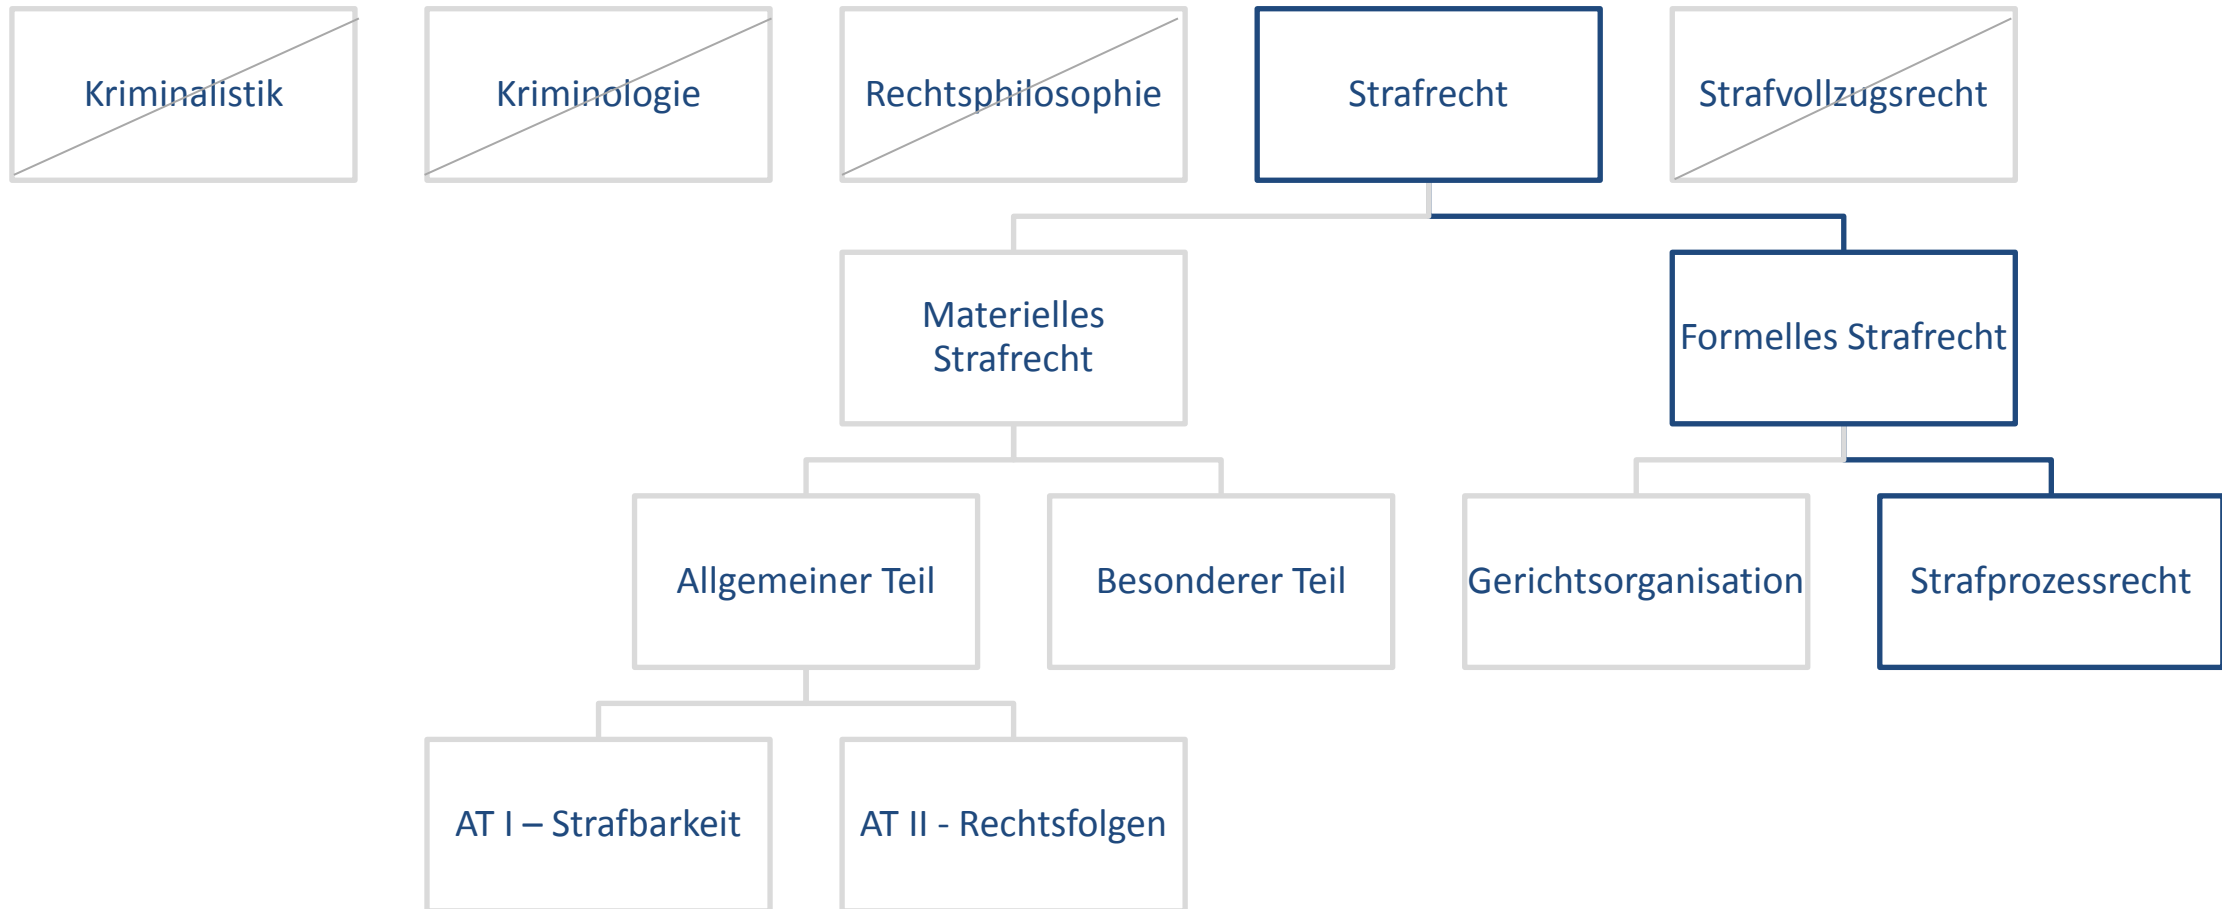 Kriminalistik
Kriminologie
Rechtsphilosophie
Strafrecht
Strafvollzugsrecht
Materielles
Strafrecht
Formelles Strafrecht
Allgemeiner Teil
Besonderer Teil
Gerichtsorganisation
Strafprozessrecht
AT I – Strafbarkeit
AT II - Rechtsfolgen